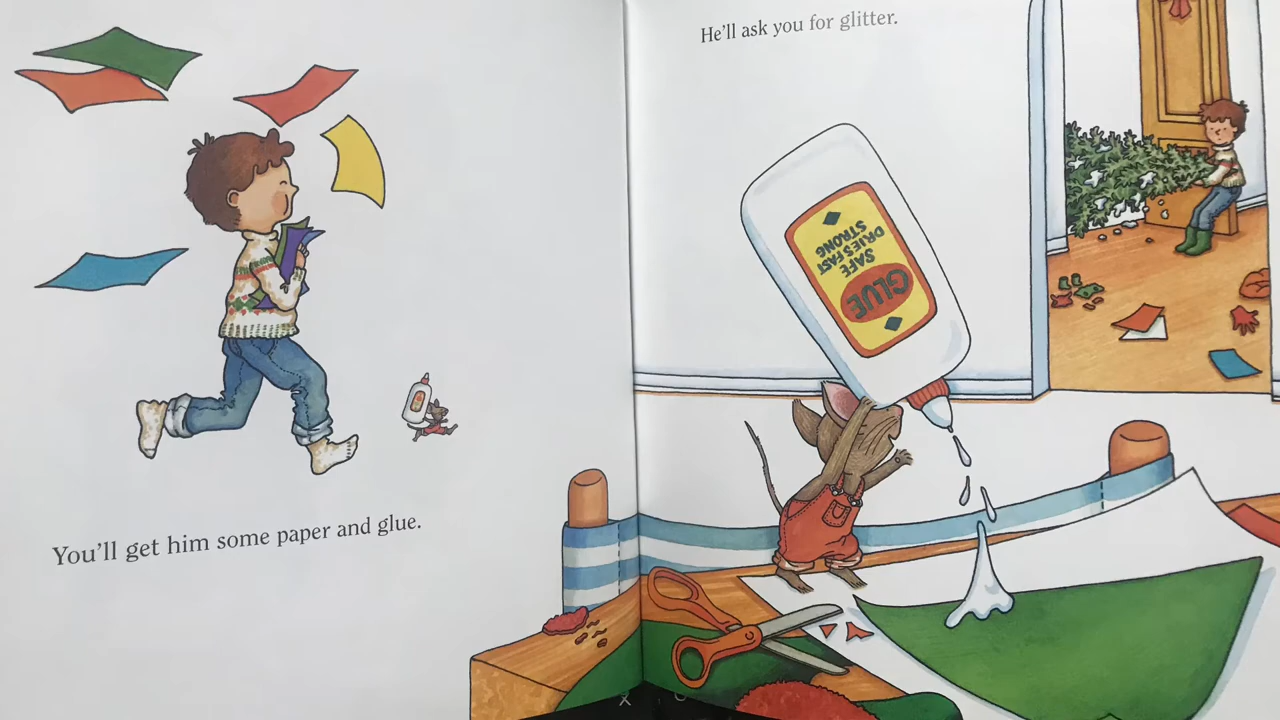 You'll get him some paper and glue.
He'll ask you for glitter.
GLUE
SAFE
DRIES FAST
STRONG